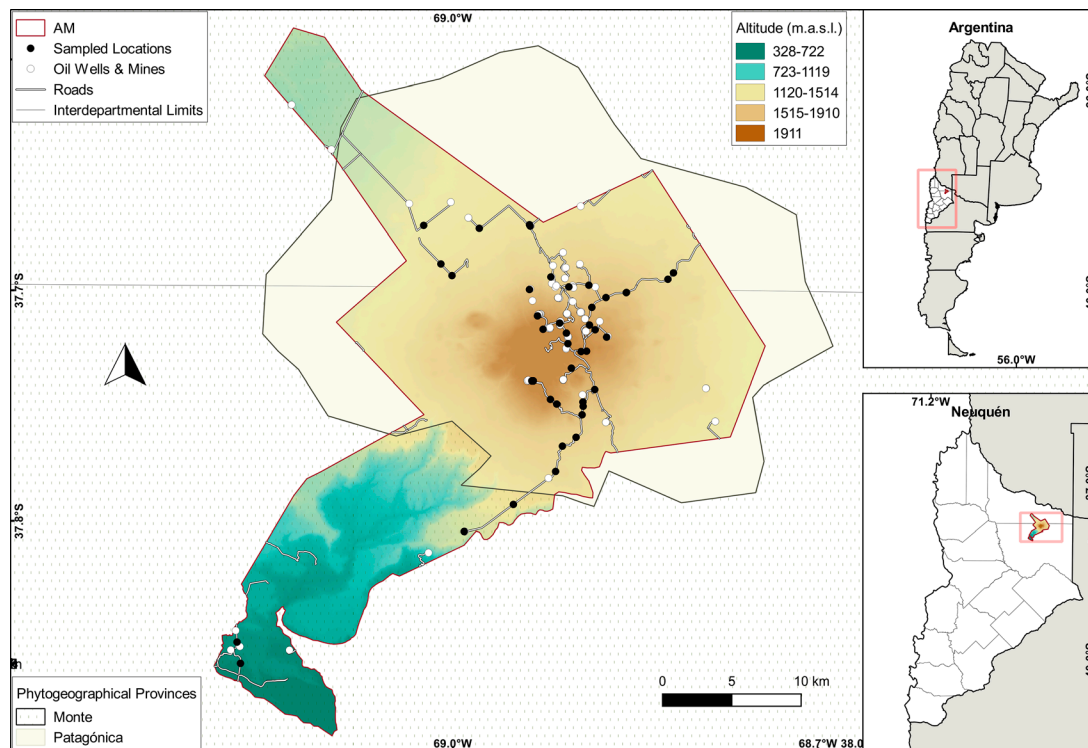 69.0°W
AM
Sampled Locations
Oil Wells & Mines
Roads
Interdepartmental Limits
Altitude (m.a.s.l.)
328-722
723-1119
1120-1514
1515-1910
1911
Argentina
56.0°W
37.7°S
37.8°S
71.2°W
Neuquén
Phytogeographical Provinces
Monte
Patagónica
0 5 10 km
69.0°W
68.7°W 38.0